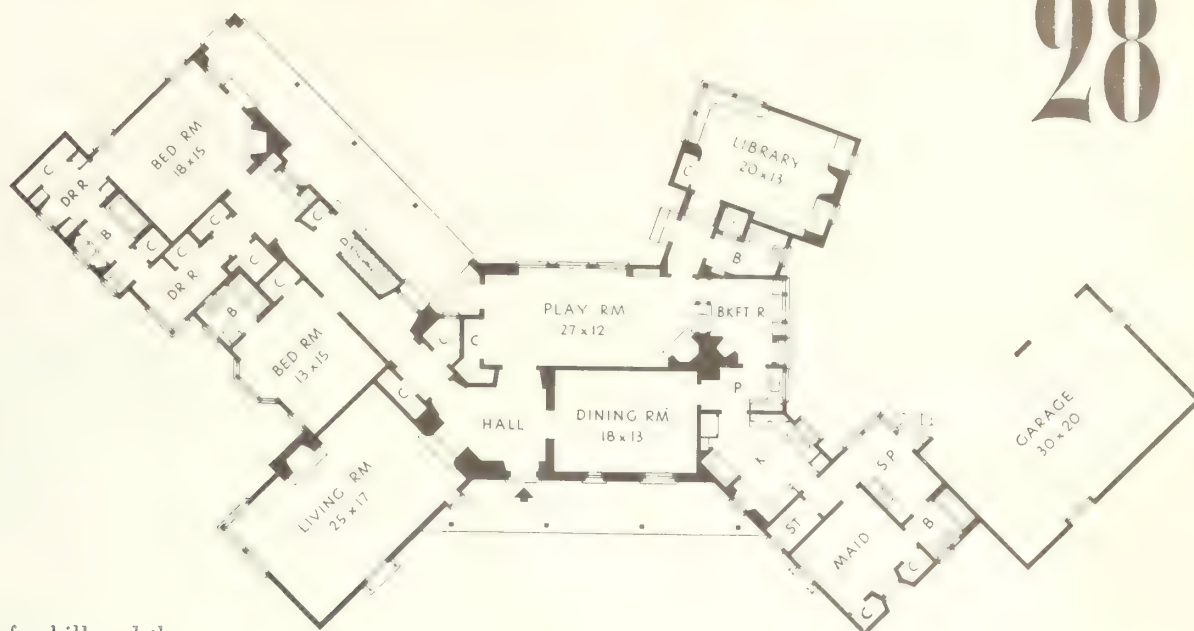 28
BED RM
18 x 15
C
DR R
B
C
C
C
DR R
C
C
B
BED RM
13 x 15
C
C
C
C
LIVING RM
25 x 17
HALL
PLAY RM
27 x 12
DINING RM
18 x 13
LIBRARY
20 x 13
C
B
BKFT R
P
K
ST
SP
MAID
B
C
C
GARAGE
30 x 20